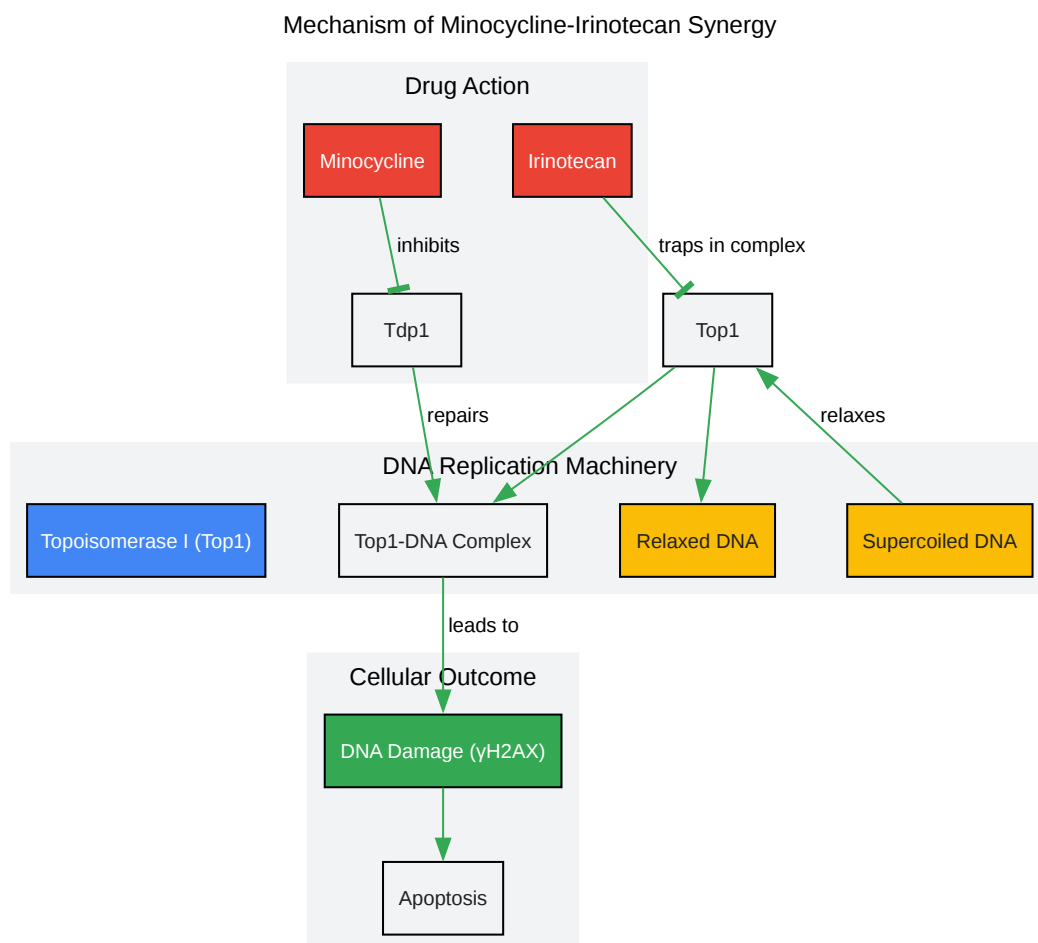 Mechanism of Minocycline-Irinotecan Synergy
Drug Action
Minocycline
Irinotecan
inhibits
traps in complex
Tdp1
Top1
repairs
relaxes
DNA Replication Machinery
Topoisomerase I (Top1)
Top1-DNA Complex
Relaxed DNA
Supercoiled DNA
leads to
Cellular Outcome
DNA Damage (γH2AX)
Apoptosis